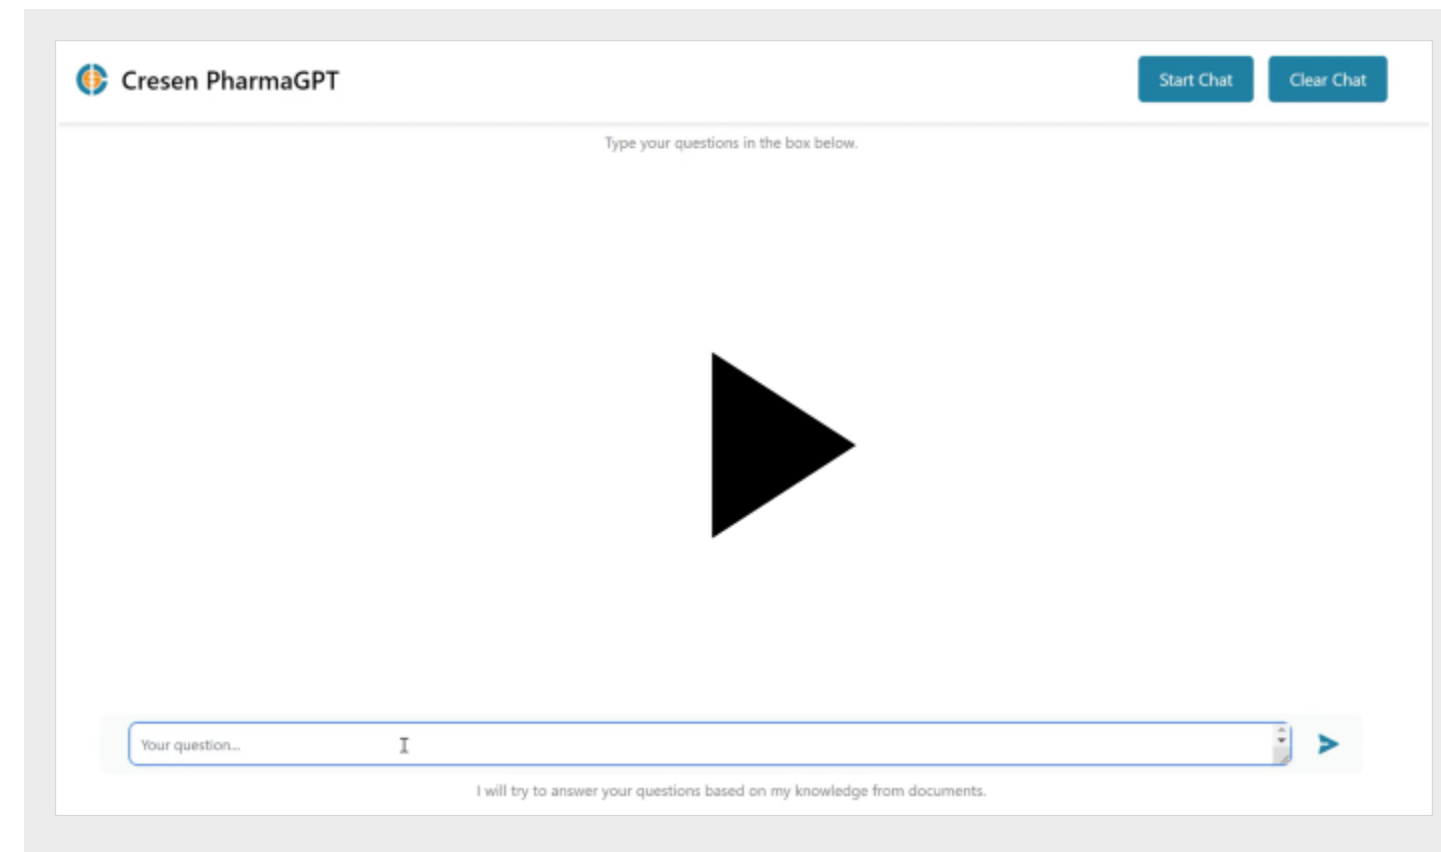 Cresen PharmaGPT
Start Chat
Clear Chat
Type your questions in the box below.
Your question...
I will try to answer your questions based on my knowledge from documents.